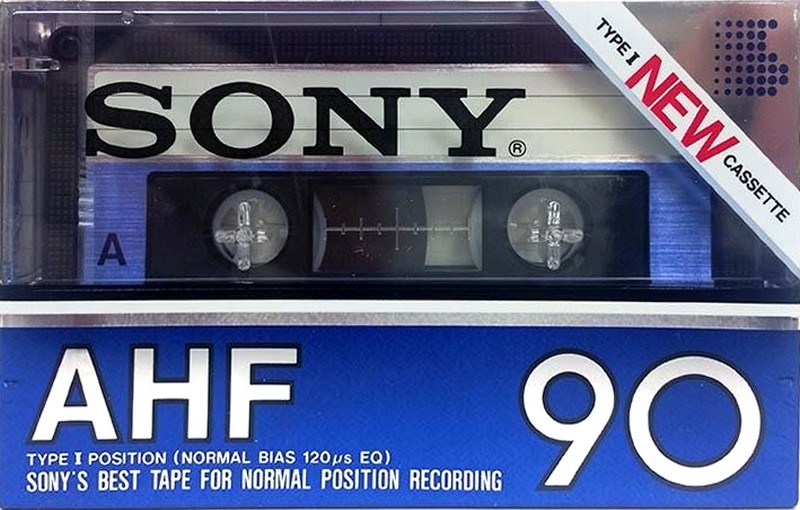 SONY®
TYPE I NEW CASSETTE
A
AHF 90
TYPE I POSITION (NORMAL BIAS 120μs EQ)
SONY'S BEST TAPE FOR NORMAL POSITION RECORDING